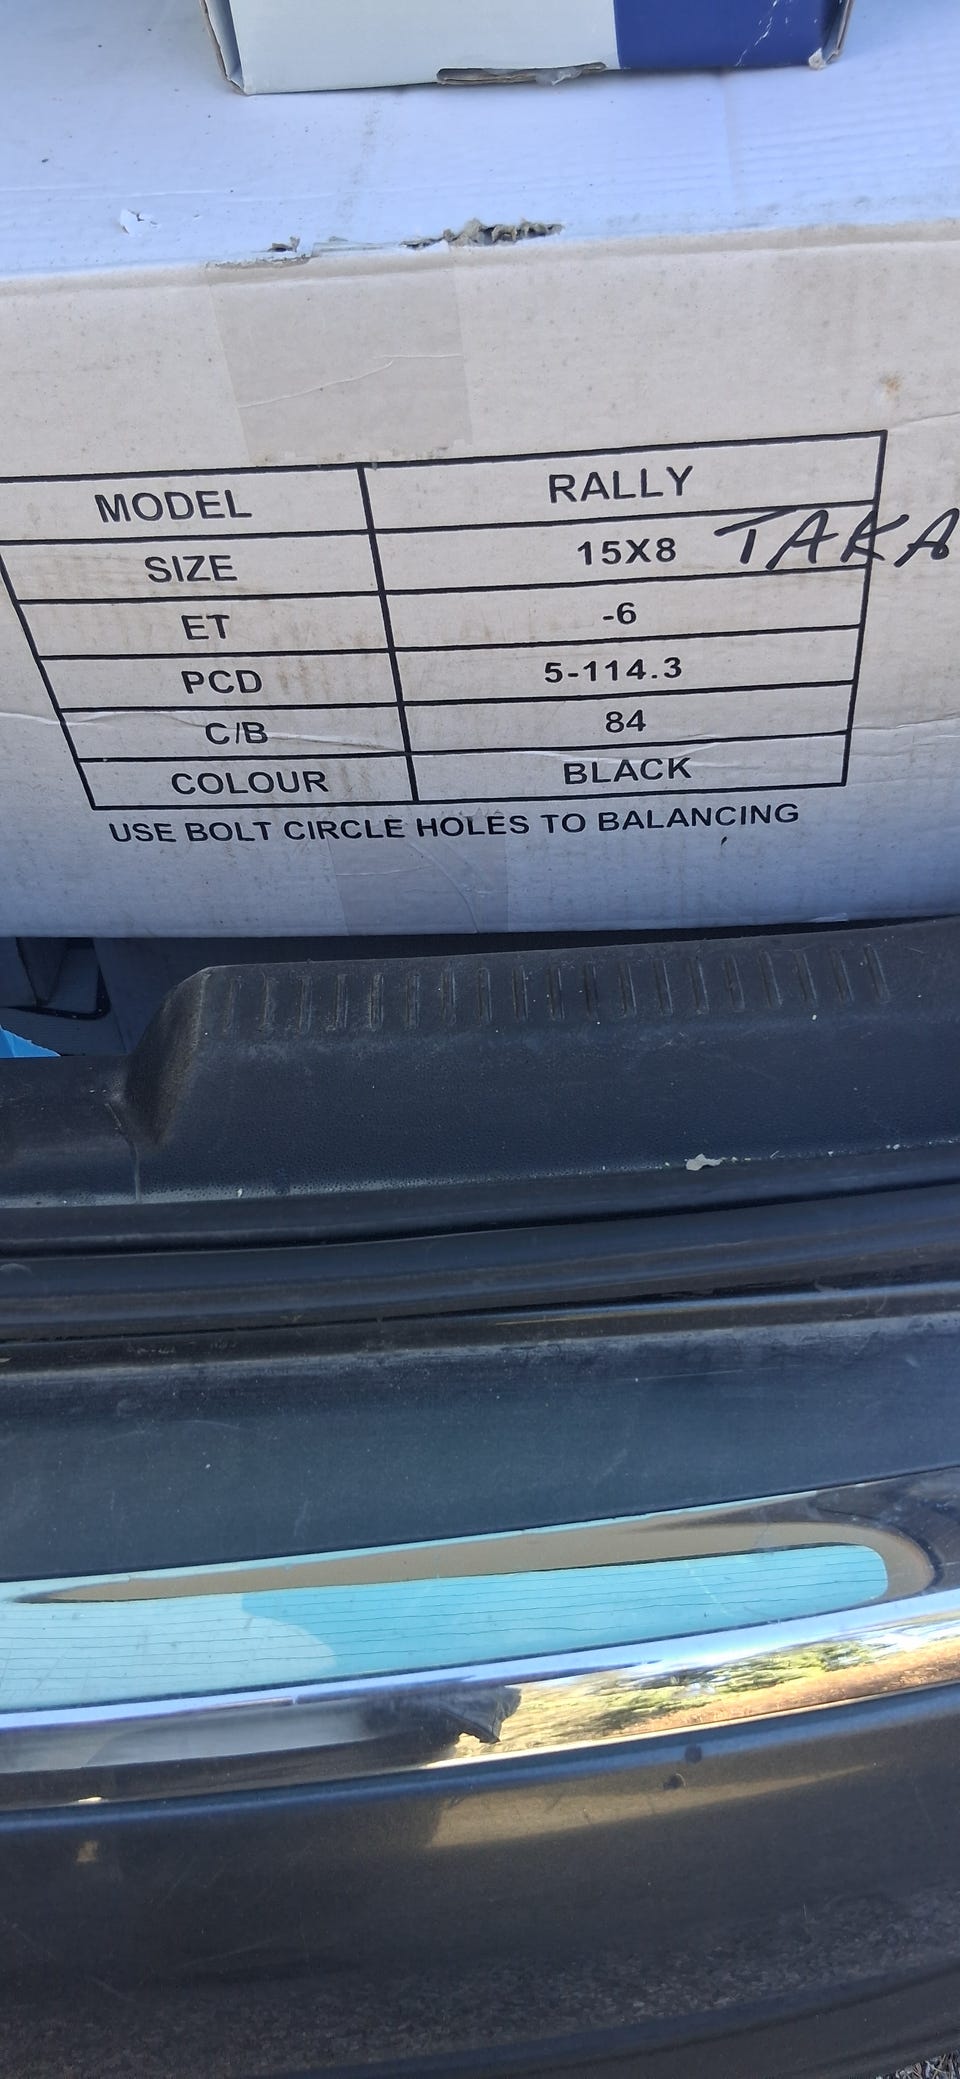 MODEL RALLY
SIZE 15X8 TAKA
ET -6
PCD 5-114.3
C/B 84
COLOUR BLACK
USE BOLT CIRCLE HOLES TO BALANCING